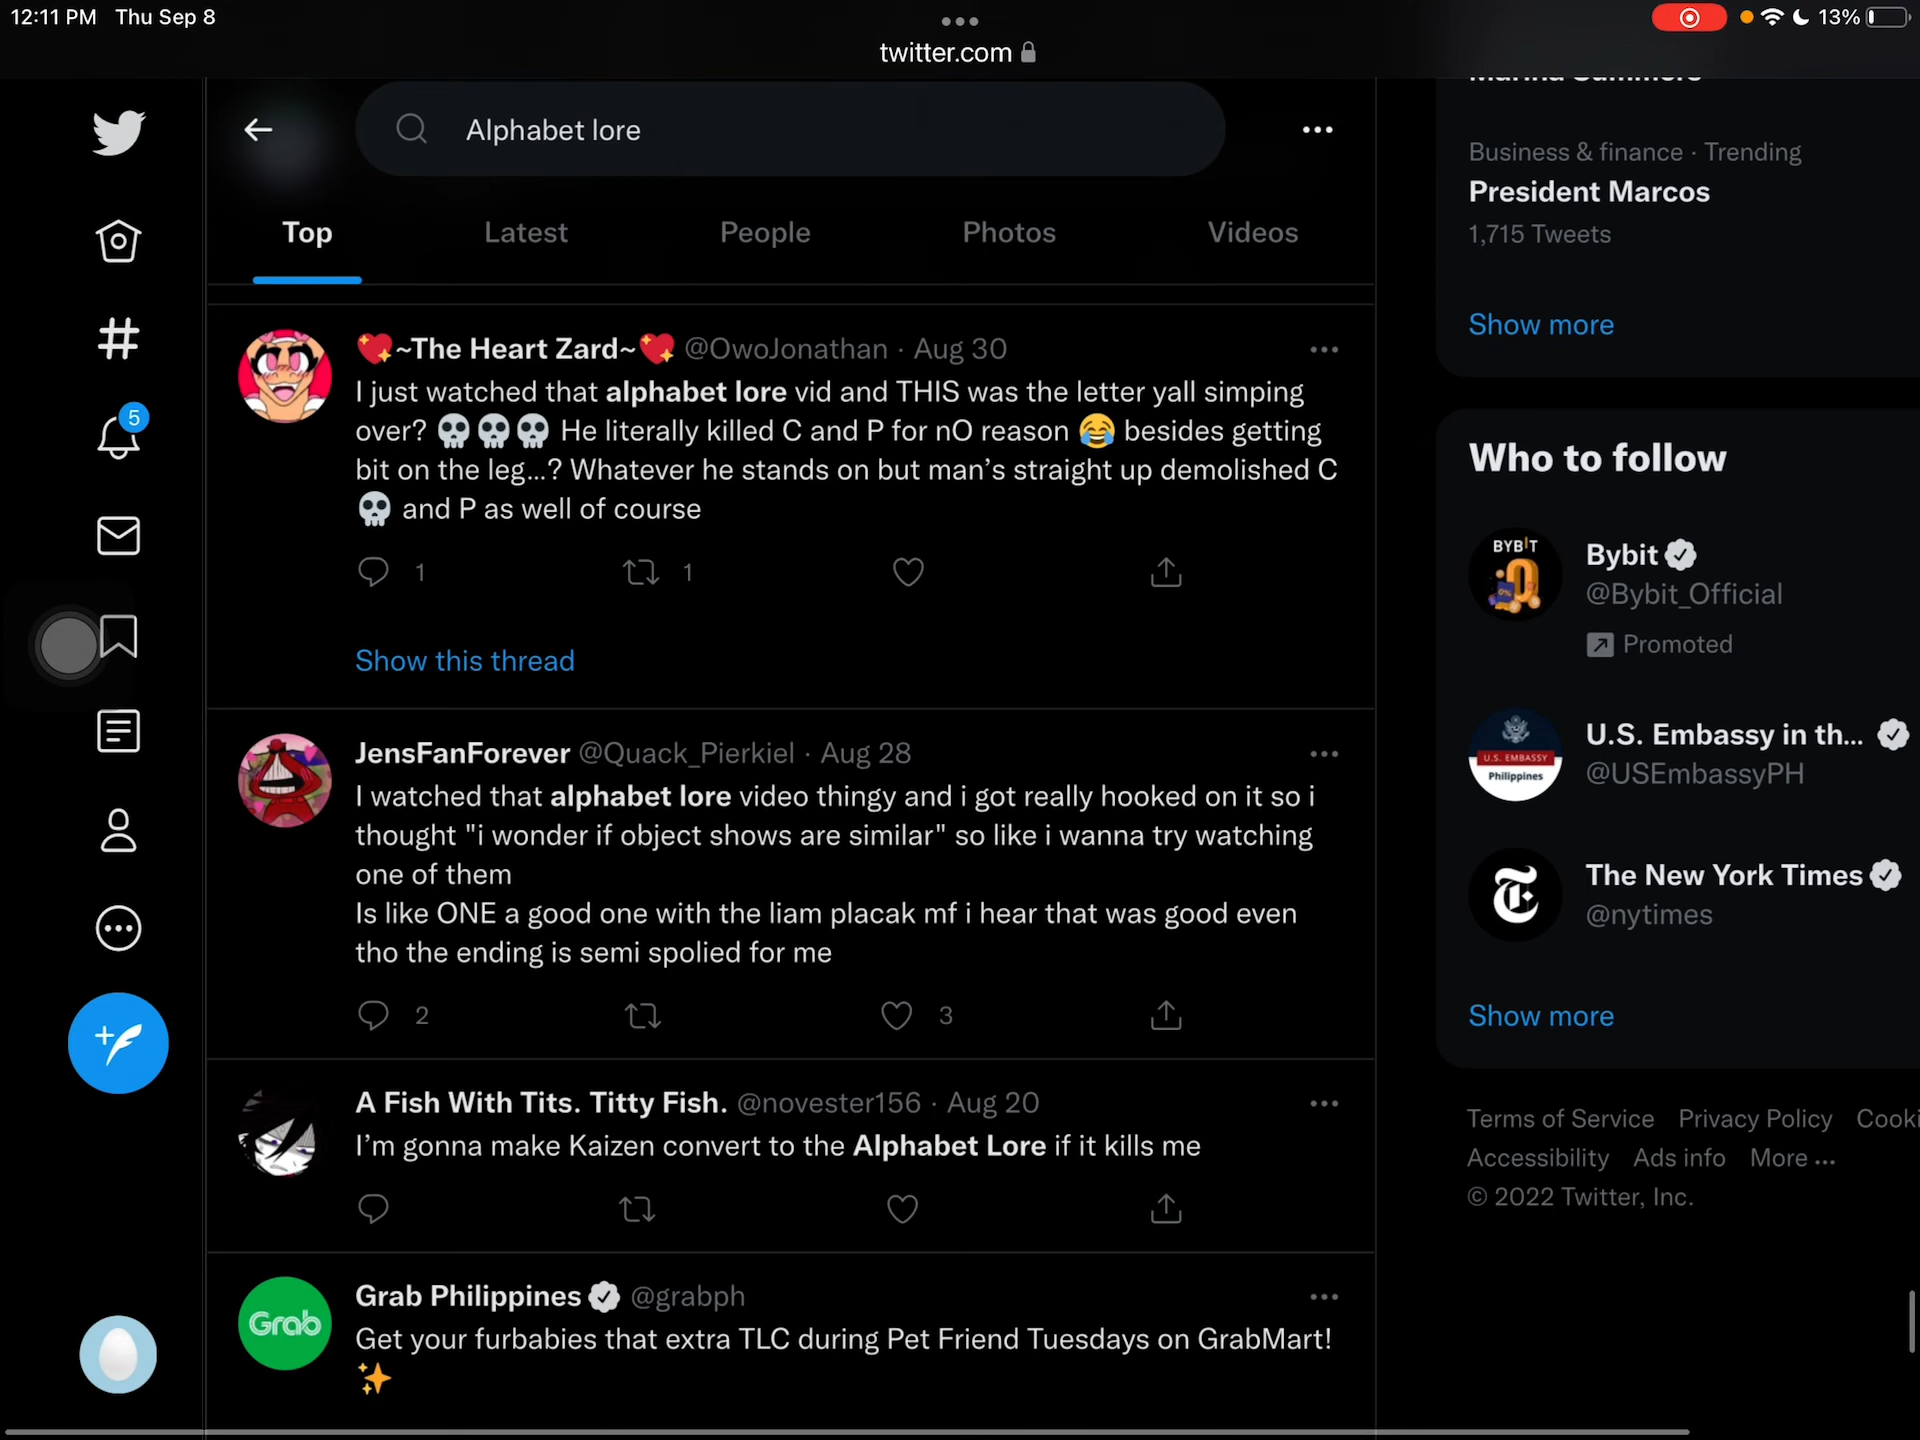 12:11 PM Thu Sep 8
13%
twitter.com
Alphabet lore
Top Latest People Photos Videos
~The Heart Zard~ @OwoJonathan · Aug 30
I just watched that alphabet lore vid and THIS was the letter yall simping
over? 💀💀💀 He literally killed C and P for nO reason 😂 besides getting
bit on the leg...? Whatever he stands on but man’s straight up demolished C
💀 and P as well of course
1 1
Show this thread
JensFanForever @Quack_Pierkiel · Aug 28
I watched that alphabet lore video thingy and i got really hooked on it so i
thought "i wonder if object shows are similar" so like i wanna try watching
one of them
Is like ONE a good one with the liam placak mf i hear that was good even
tho the ending is semi spolied for me
2 3
A Fish With Tits. Titty Fish. @novester156 · Aug 20
I’m gonna make Kaizen convert to the Alphabet Lore if it kills me
Grab
Grab Philippines @grabph
Get your furbabies that extra TLC during Pet Friend Tuesdays on GrabMart!
✨
5
Marina Summers
Business & finance · Trending
President Marcos
1,715 Tweets
Show more
Who to follow
BYBIT
Bybit
@Bybit_Official
Promoted
U.S. EMBASSY
Philippines
U.S. Embassy in th...
@USEmbassyPH
The New York Times
@nytimes
Show more
Terms of Service Privacy Policy Cooki
Accessibility Ads info More ...
© 2022 Twitter, Inc.